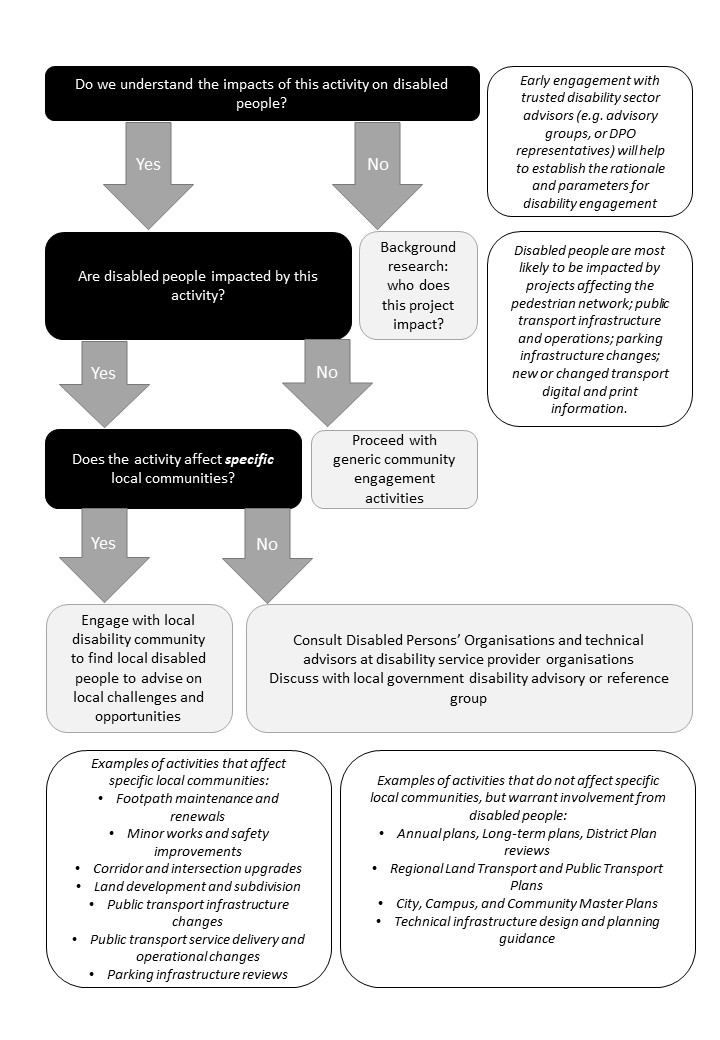 Do we understand the impacts of this activity on disabled
people?
Early engagement with
trusted disability sector
advisors (e.g. advisory
groups, or DPO
representatives) will help
to establish the rationale
and parameters for
disability engagement
Yes
No
Are disabled people impacted by this
activity?
Background
research:
who does
this project
impact?
Disabled people are most
likely to be impacted by
projects affecting the
pedestrian network; public
transport infrastructure
and operations; parking
infrastructure changes;
new or changed transport
digital and print
information.
Yes
No
Does the activity affect specific
local communities?
Proceed with
generic community
engagement
activities
Yes
No
Engage with local
disability community
to find local disabled
people to advise on
local challenges and
opportunities
Consult Disabled Persons’ Organisations and technical
advisors at disability service provider organisations
Discuss with local government disability advisory or reference
group
Examples of activities that affect
specific local communities:
• Footpath maintenance and
renewals
• Minor works and safety
improvements
• Corridor and intersection upgrades
• Land development and subdivision
• Public transport infrastructure
changes
• Public transport service delivery and
operational changes
• Parking infrastructure reviews
Examples of activities that do not affect specific
local communities, but warrant involvement from
disabled people:
• Annual plans, Long-term plans, District Plan
reviews
• Regional Land Transport and Public Transport
Plans
• City, Campus, and Community Master Plans
• Technical infrastructure design and planning
guidance